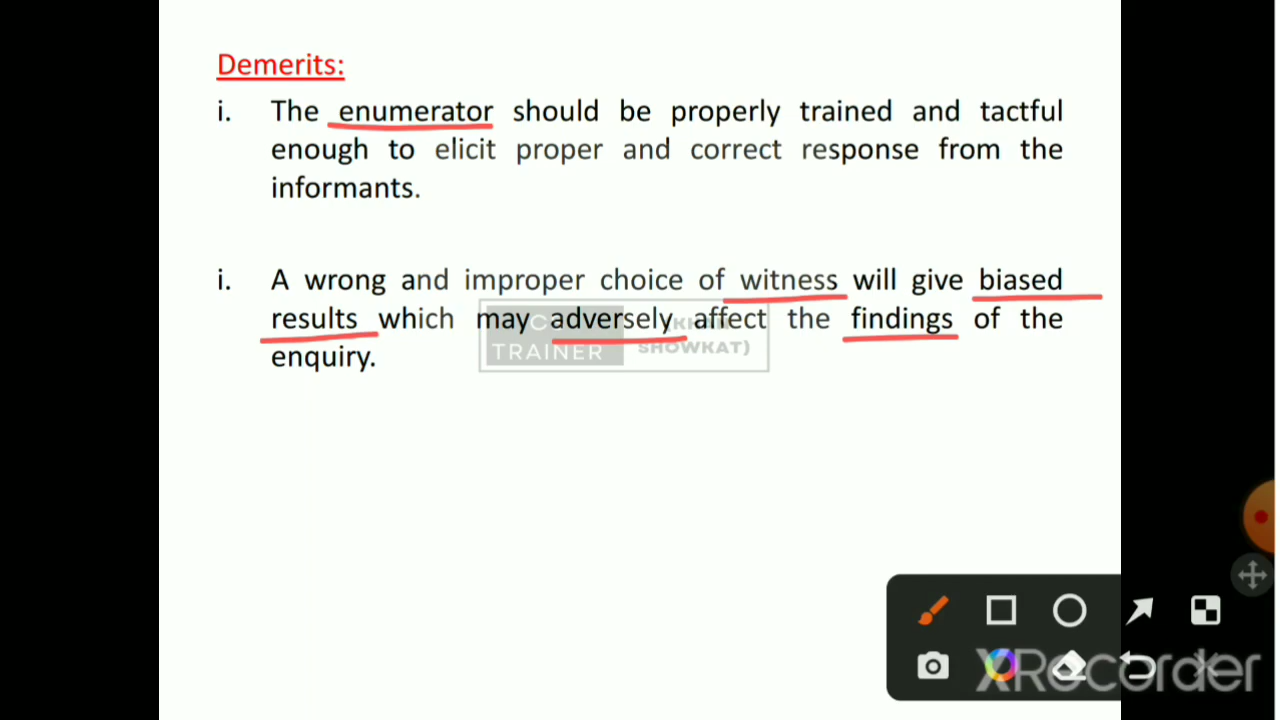 Demerits:
i. The enumerator should be properly trained and tactful
enough to elicit proper and correct response from the
informants.
i. A wrong and improper choice of witness will give biased
results which may adversely affect the findings of the
enquiry.
TRAINER
SHOWKAT)
XRecorder